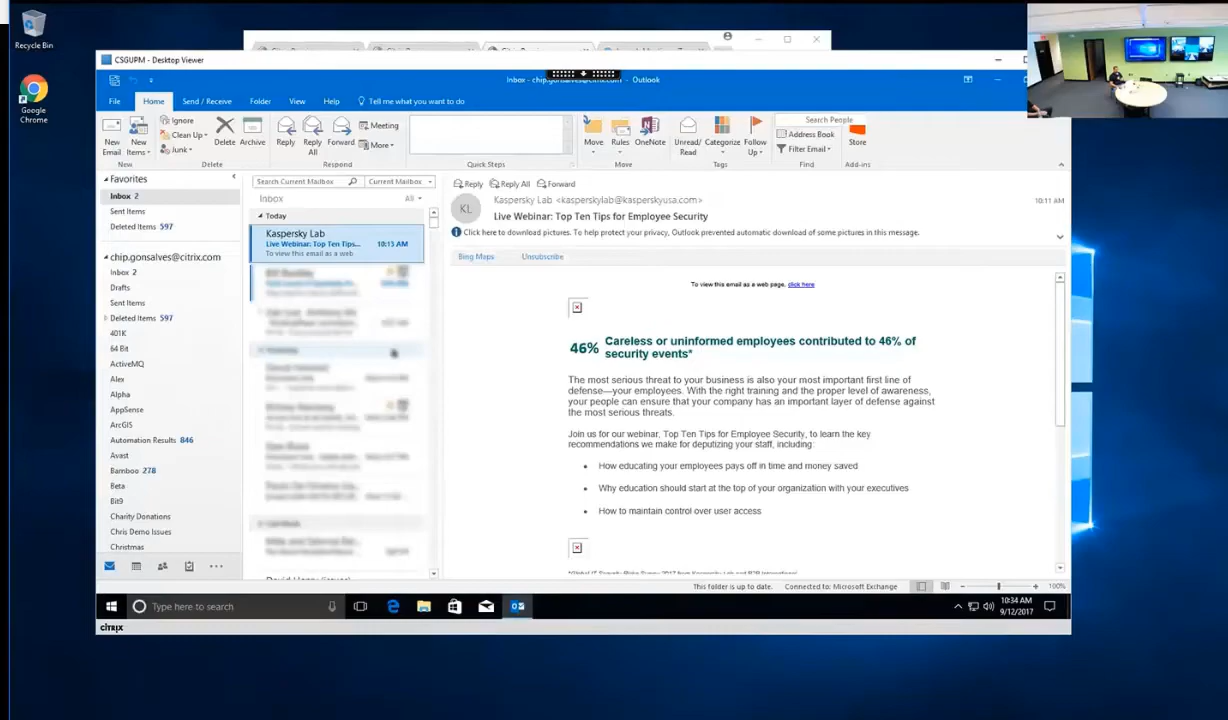 Recycle Bin
Google
Chrome
CSGUPM - Desktop Viewer
Inbox - chip.gonsalves@citrix.com - Outlook
File Home Send / Receive Folder View Help Tell me what you want to do
New
Email
New
Items
New
Ignore
Clean Up
Junk
Delete
Archive
Delete
Reply
Reply
All
Forward
Meeting
More
Respond
Quick Steps
Move
Rules
OneNote
Move
Unread/
Read
Categorize
Follow
Up
Tags
Search People
Address Book
Filter Email
Find
Store
Add-ins
Favorites
Inbox 2
Sent Items
Deleted Items 597
chip.gonsalves@citrix.com
Inbox 2
Drafts
Sent Items
Deleted Items 597
401K
64 Bit
ActiveMQ
Alex
Alpha
AppSense
ArcGIS
Automation Results 846
Avast
Bamboo 278
Beta
Bit9
Charity Donations
Chris Demo Issues
Christmas
Search Current Mailbox Current Mailbox
Inbox All
Today
Kaspersky Lab
Live Webinar: Top Ten Tips... 10:15 AM
To view this email as a web
Reply Reply All Forward
KL
Kaspersky Lab <kasperskylab@kasperskyusa.com>
10:11 AM
Live Webinar: Top Ten Tips for Employee Security
Click here to download pictures. To help protect your privacy, Outlook prevented automatic download of some pictures in this message.
Bing Maps Unsubscribe
To view this email as a web page, click here
46% Careless or uninformed employees contributed to 46% of
security events*
The most serious threat to your business is also your most important first line of
defense—your employees. With the right training and the proper level of awareness,
your people can ensure that your company has an important layer of defense against
the most serious threats.
Join us for our webinar, Top Ten Tips for Employee Security, to learn the key
recommendations we make for deputizing your staff, including:
• How educating your employees pays off in time and money saved
• Why education should start at the top of your organization with your executives
• How to maintain control over user access
This folder is up to date. Connected to: Microsoft Exchange 100%
Type here to search
10:34 AM
9/12/2017
citrix